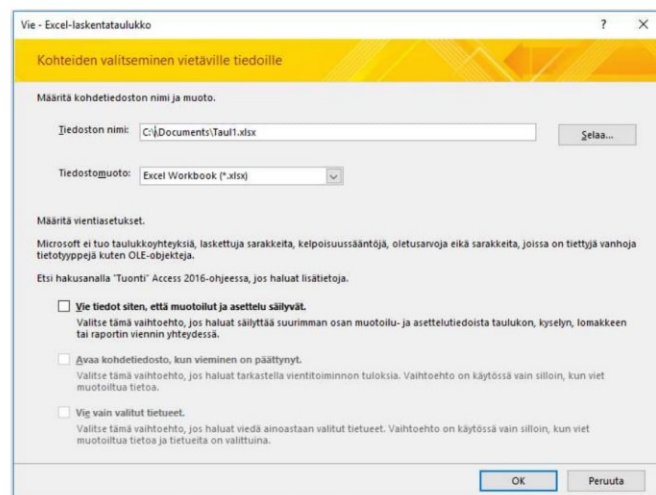 Vie - Excel-laskentataulukko
?
Kohteiden valitseminen vietäville tiedoille
Määritä kohdetiedoston nimi ja muoto.
Tiedoston nimi: C:\.Documents\Taul1.xlsx Selaa...
Tiedostomuoto: Excel Workbook (*.xlsx)
Määritä vientiasetukset.
Microsoft ei tuo taulukkoyhteyksiä, laskettuja sarakkeita, kelpoisuussääntöjä, oletusarvoja eikä sarakkeita, joissa on tiettyjä vanhoja
tietotyyppejä kuten OLE-objekteja.
Etsi hakusanalla "Tuonti" Access 2016-ohjeessa, jos haluat lisätietoja.
Vie tiedot siten, että muotoilut ja asettelu säilyvät.
Valitse tämä vaihtoehto, jos haluat säilyttää suurimman osan muotoilu- ja asettelutiedoista taulukon, kyselyn, lomakkeen
tai raportin viennin yhteydessä.
Avaa kohdetiedosto, kun vieminen on päättynyt.
Valitse tämä vaihtoehto, jos haluat tarkastella vientitoiminnon tuloksia. Vaihtoehto on käytössä vain silloin, kun viet
muotoiltua tietoa.
Vie vain valitut tietueet.
Valitse tämä vaihtoehto, jos haluat viedä ainoastaan valitut tietueet. Vaihtoehto on käytössä vain silloin, kun viet
muotoiltua tietoa ja tietueita on valittuina.
OK Peruuta